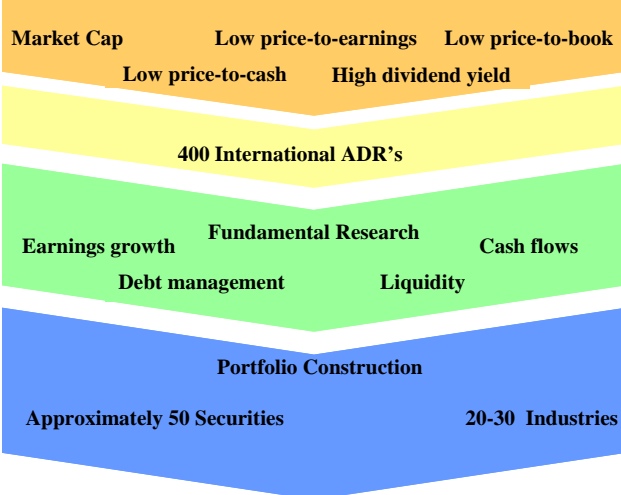 Market Cap Low price-to-earnings Low price-to-book
Low price-to-cash High dividend yield
400 International ADR’s
Fundamental Research
Earnings growth Cash flows
Debt management Liquidity
Portfolio Construction
Approximately 50 Securities 20-30 Industries